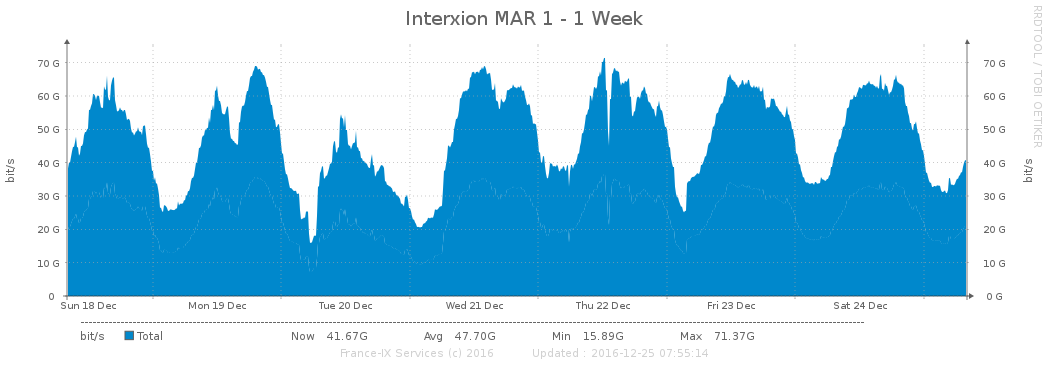 Interxion MAR 1 - 1 Week
RRDTOOL / TOBI OETIKER
bit/s
bit/s
70 G 70 G
60 G 60 G
50 G 50 G
40 G 40 G
30 G 30 G
20 G 20 G
10 G 10 G
0 0 G
Sun 18 Dec Mon 19 Dec Tue 20 Dec Wed 21 Dec Thu 22 Dec Fri 23 Dec Sat 24 Dec
bit/s Total Now 41.67G Avg 47.70G Min 15.89G Max 71.37G
France-IX Services (c) 2016 Updated : 2016-12-25 07:55:14